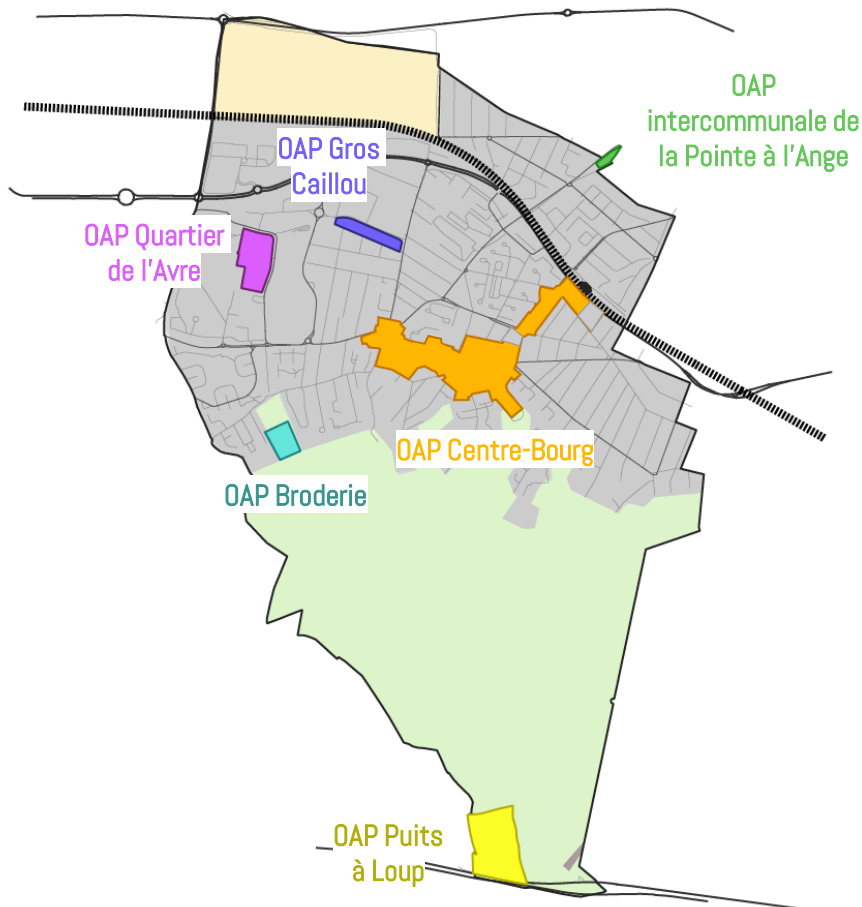 OAP
intercommunale de
la Pointe à l'Ange
OAP Gros
Caillou
OAP Quartier
de l'Avre
OAP Centre-Bourg
OAP Broderie
OAP Puits
à Loup